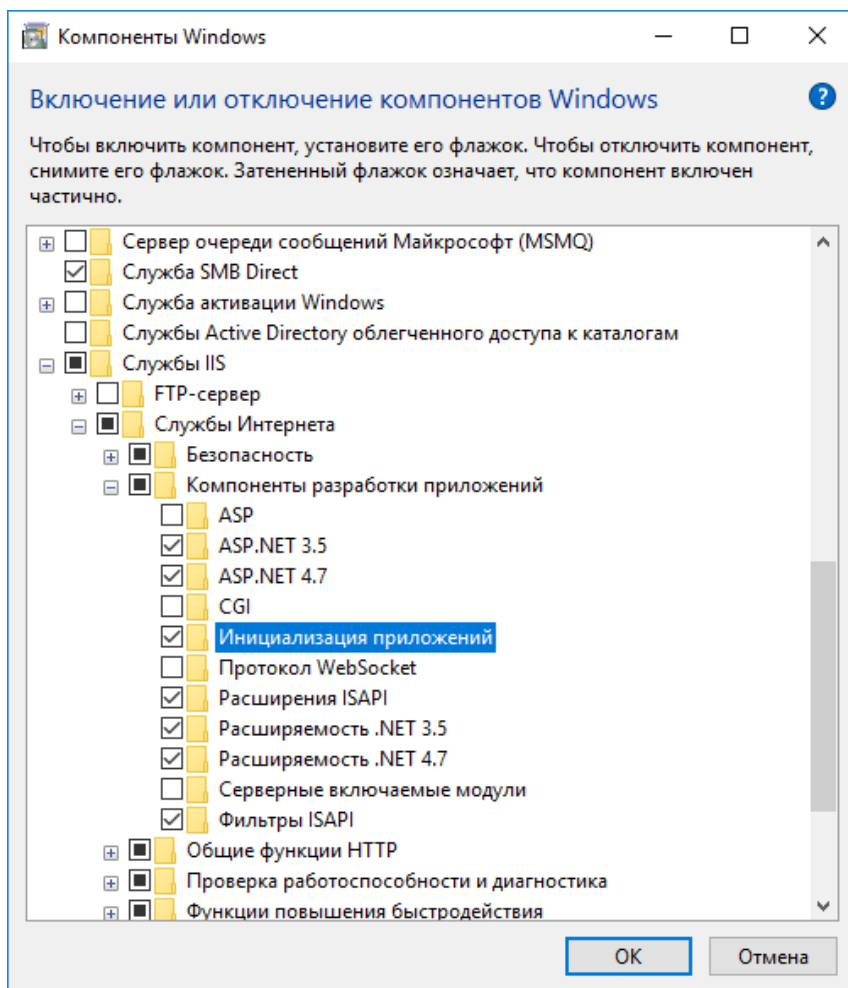 Компоненты Windows
Включение или отключение компонентов Windows
?
Чтобы включить компонент, установите его флажок. Чтобы отключить компонент,
снимите его флажок. Затененный флажок означает, что компонент включен
частично.
Сервер очереди сообщений Майкрософт (MSMQ)
Служба SMB Direct
Служба активации Windows
Службы Active Directory облегченного доступа к каталогам
Службы IIS
FTP-сервер
Службы Интернета
Безопасность
Компоненты разработки приложений
ASP
ASP.NET 3.5
ASP.NET 4.7
CGI
Инициализация приложений
Протокол WebSocket
Расширения ISAPI
Расширяемость .NET 3.5
Расширяемость .NET 4.7
Серверные включаемые модули
Фильтры ISAPI
Общие функции HTTP
Проверка работоспособности и диагностика
Функции повышения быстродействия
ОК
Отмена